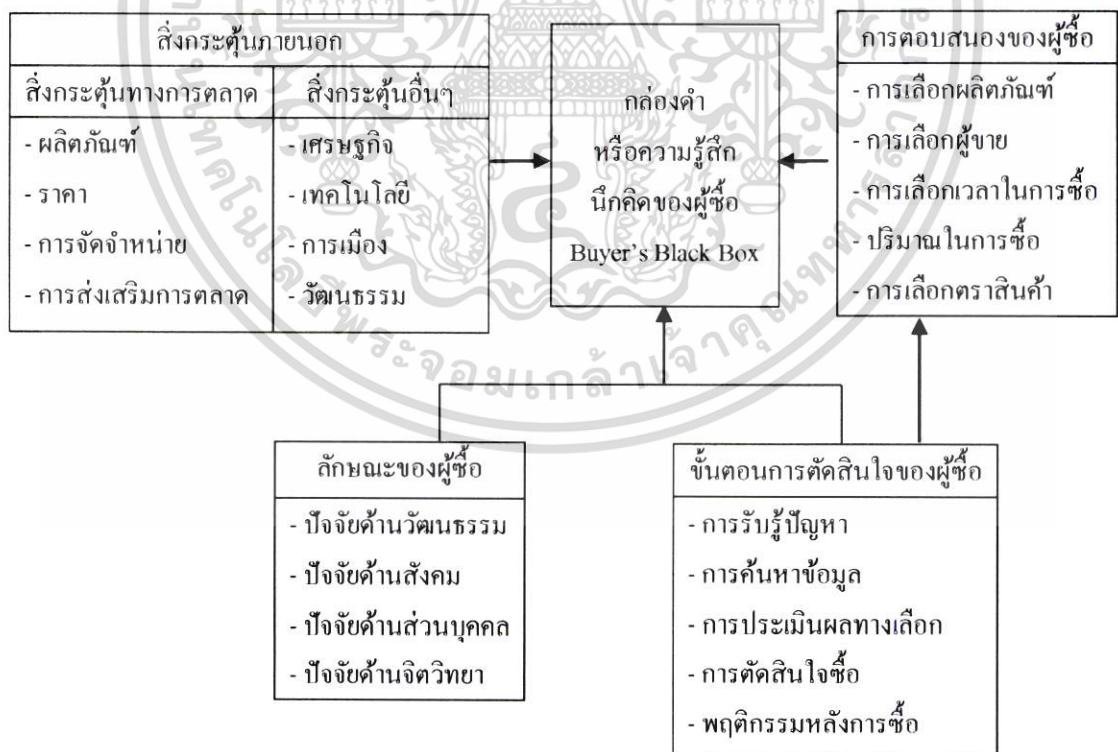 สิ่งกระตุ้นภายนอก
สิ่งกระตุ้นทางการตลาด
- ผลิตภัณฑ์
- ราคา
- การจัดจำหน่าย
- การส่งเสริมการตลาด
สิ่งกระตุ้นอื่นๆ
- เศรษฐกิจ
- เทคโนโลยี
- การเมือง
- วัฒนธรรม
กล่องดำ
หรือความรู้สึก
นึกคิดของผู้ซื้อ
Buyer's Black Box
การตอบสนองของผู้ซื้อ
- การเลือกผลิตภัณฑ์
- การเลือกผู้ขาย
- การเลือกเวลาในการซื้อ
- ปริมาณในการซื้อ
- การเลือกตราสินค้า
ลักษณะของผู้ซื้อ
- ปัจจัยด้านวัฒนธรรม
- ปัจจัยด้านสังคม
- ปัจจัยด้านส่วนบุคคล
- ปัจจัยด้านจิตวิทยา
ขั้นตอนการตัดสินใจของผู้ซื้อ
- การรับรู้ปัญหา
- การค้นหาข้อมูล
- การประเมินผลทางเลือก
- การตัดสินใจซื้อ
- พฤติกรรมหลังการซื้อ